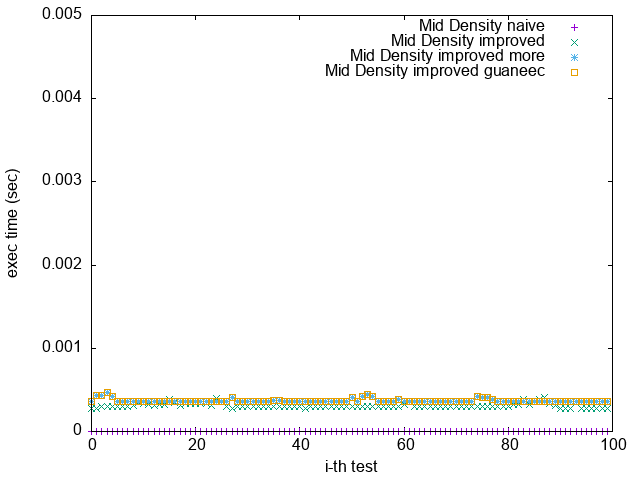 0.005
0.004
0.003
0.002
0.001
0
exec time (sec)
Mid Density naive
Mid Density improved
Mid Density improved more
Mid Density improved guaneec
0 20 40 60 80 100
i-th test